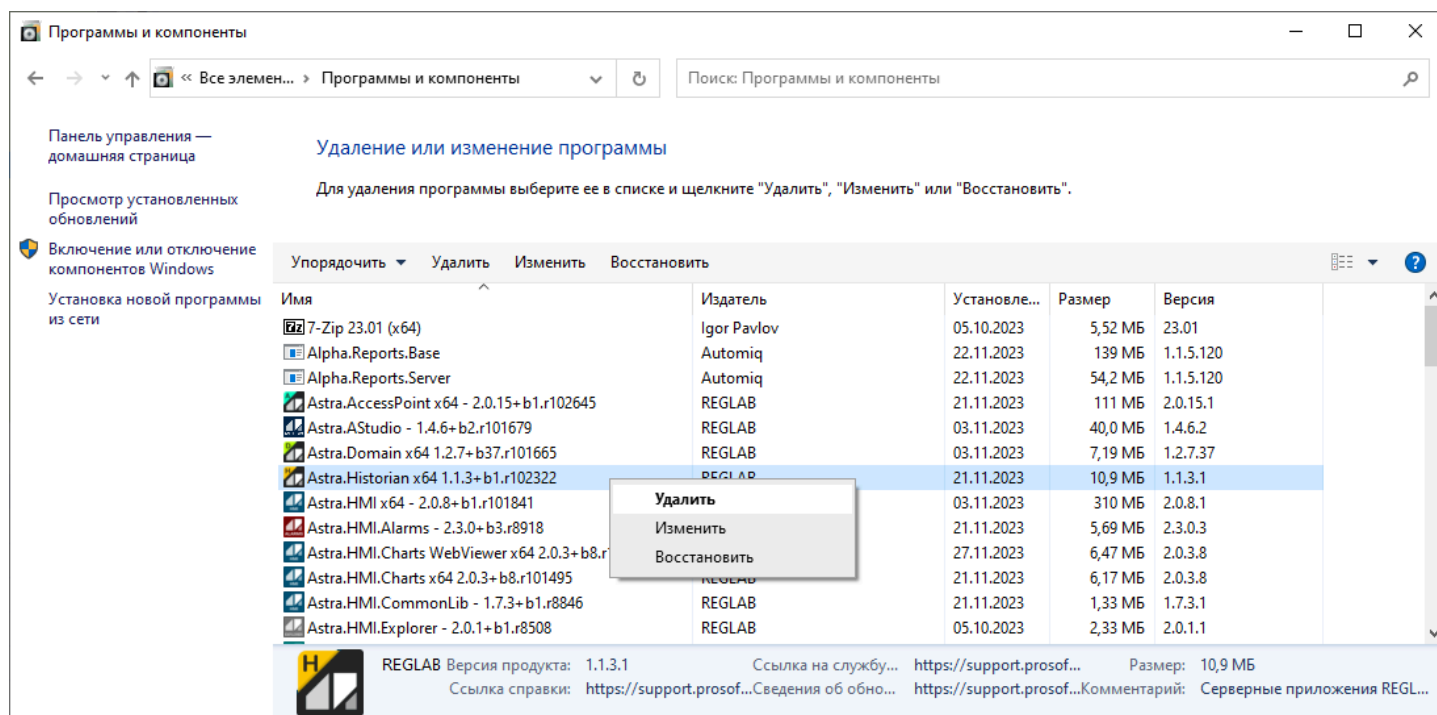 Программы и компоненты
« Все элемен... › Программы и компоненты
Поиск: Программы и компоненты
Панель управления —
домашняя страница
Просмотр установленных
обновлений
Включение или отключение
компонентов Windows
Установка новой программы
из сети
Удаление или изменение программы
Для удаления программы выберите ее в списке и щелкните "Удалить", "Изменить" или "Восстановить".
Упорядочить Удалить Изменить Восстановить
Имя Издатель Установле... Размер Версия
7-Zip 23.01 (x64) Igor Pavlov 05.10.2023 5,52 МБ 23.01
Alpha.Reports.Base Automiq 22.11.2023 139 МБ 1.1.5.120
Alpha.Reports.Server Automiq 22.11.2023 54,2 МБ 1.1.5.120
Astra.AccessPoint x64 - 2.0.15+b1.r102645 REGLAB 21.11.2023 111 МБ 2.0.15.1
Astra.AStudio - 1.4.6+b2.r101679 REGLAB 03.11.2023 40,0 МБ 1.4.6.2
Astra.Domain x64 1.2.7+b37.r101665 REGLAB 03.11.2023 7,19 МБ 1.2.7.37
Astra.Historian x64 1.1.3+b1.r102322 REGLAB 21.11.2023 10,9 МБ 1.1.3.1
Astra.HMI x64 - 2.0.8+b1.r101841 03.11.2023 310 МБ 2.0.8.1
Astra.HMI.Alarms - 2.3.0+b3.r8918 21.11.2023 5,69 МБ 2.3.0.3
Astra.HMI.Charts WebViewer x64 2.0.3+b8.r 27.11.2023 6,47 МБ 2.0.3.8
Astra.HMI.Charts x64 2.0.3+b8.r101495 REGLAB 21.11.2023 6,17 МБ 2.0.3.8
Astra.HMI.CommonLib - 1.7.3+b1.r8846 REGLAB 21.11.2023 1,33 МБ 1.7.3.1
Astra.HMI.Explorer - 2.0.1+b1.r8508 REGLAB 05.10.2023 2,33 МБ 2.0.1.1
Удалить
Изменить
Восстановить
REGLAB Версия продукта: 1.1.3.1 Ссылка на службу... https://support.prosof... Размер: 10,9 МБ
Ссылка справки: https://support.prosof... Сведения об обно... https://support.prosof... Комментарий: Серверные приложения REGL...